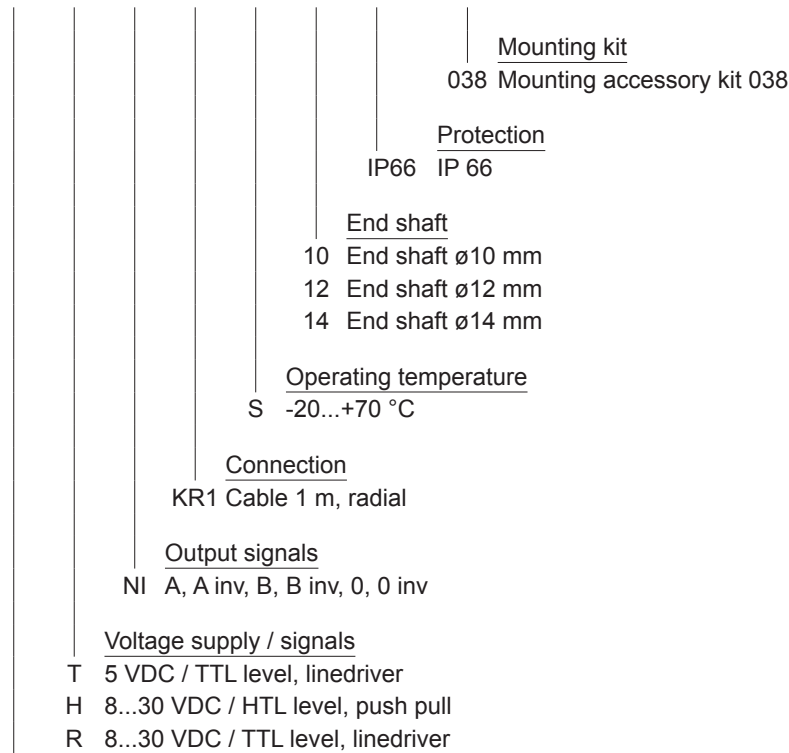 Mounting kit
038 Mounting accessory kit 038
Protection
IP66 IP 66
End shaft
10 End shaft ø10 mm
12 End shaft ø12 mm
14 End shaft ø14 mm
Operating temperature
S -20...+70 °C
Connection
KR1 Cable 1 m, radial
Output signals
NI A, A inv, B, B inv, 0, 0 inv
Voltage supply / signals
T 5 VDC / TTL level, linedriver
H 8...30 VDC / HTL level, push pull
R 8...30 VDC / TTL level, linedriver